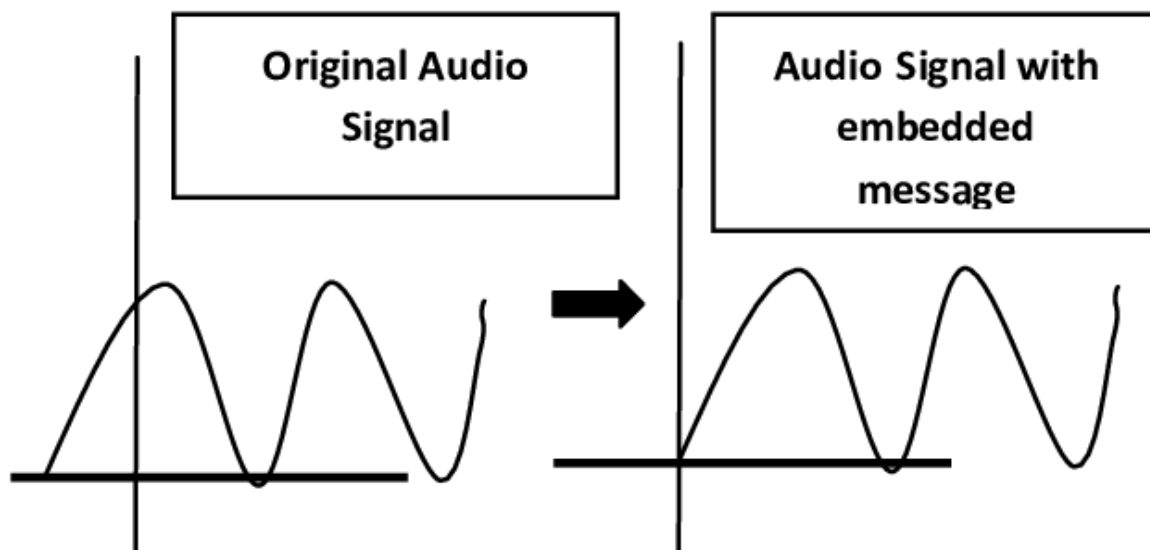 Original Audio
Signal
Audio Signal with
embedded
message